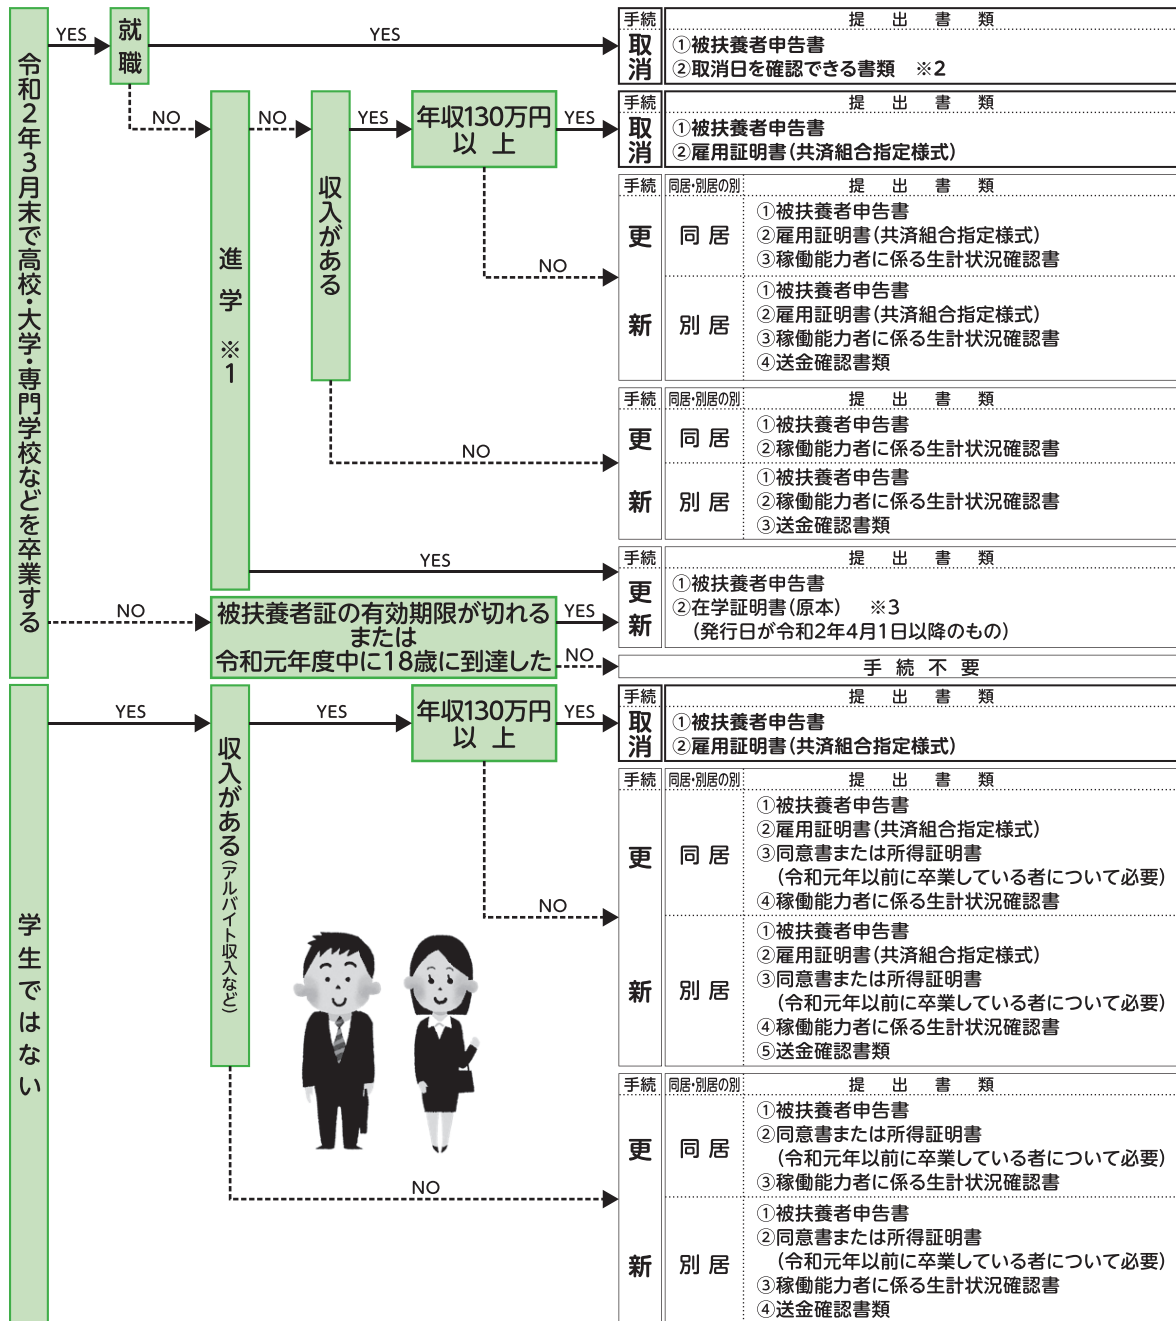 令和2年3月末で高校・大学・専門学校などを卒業する
YES
就職
YES
手続 提出書類
取消
①被扶養者申告書
②取消日を確認できる書類 ※2
NO
進学 ※1
NO
収入がある
YES
年収130万円
以上
YES
手続 提出書類
取消
①被扶養者申告書
②雇用証明書(共済組合指定様式)
NO
手続 同居・別居の別 提出書類
更新
同居
①被扶養者申告書
②雇用証明書(共済組合指定様式)
③稼働能力者に係る生計状況確認書
別居
①被扶養者申告書
②雇用証明書(共済組合指定様式)
③稼働能力者に係る生計状況確認書
④送金確認書類
NO
手続 同居・別居の別 提出書類
更新
同居
①被扶養者申告書
②稼働能力者に係る生計状況確認書
別居
①被扶養者申告書
②稼働能力者に係る生計状況確認書
③送金確認書類
YES
手続 提出書類
更新
①被扶養者申告書
②在学証明書(原本) ※3
(発行日が令和2年4月1日以降のもの)
NO
被扶養者証の有効期限が切れる
または
令和元年度中に18歳に到達した
YES
NO
手続不要
学生ではない
YES
収入がある(アルバイト収入など)
YES
年収130万円
以上
YES
手続 提出書類
取消
①被扶養者申告書
②雇用証明書(共済組合指定様式)
NO
手続 同居・別居の別 提出書類
更新
同居
①被扶養者申告書
②雇用証明書(共済組合指定様式)
③同意書または所得証明書
(令和元年以前に卒業している者について必要)
④稼働能力者に係る生計状況確認書
別居
①被扶養者申告書
②雇用証明書(共済組合指定様式)
③同意書または所得証明書
(令和元年以前に卒業している者について必要)
④稼働能力者に係る生計状況確認書
⑤送金確認書類
NO
手続 同居・別居の別 提出書類
更新
同居
①被扶養者申告書
②同意書または所得証明書
(令和元年以前に卒業している者について必要)
③稼働能力者に係る生計状況確認書
別居
①被扶養者申告書
②同意書または所得証明書
(令和元年以前に卒業している者について必要)
③稼働能力者に係る生計状況確認書
④送金確認書類